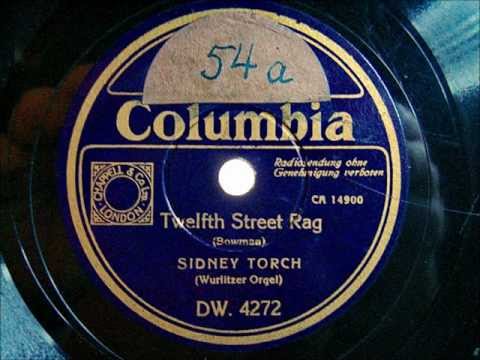 54 a
Columbia
Radiosendung ohne
Genehmigung verboten
CHAPPELL & Co Ltd
LONDON
CA 14900
Twelfth Street Rag
(Bowman)
SIDNEY TORCH
(Wurlitzer Orgel)
DW. 4272